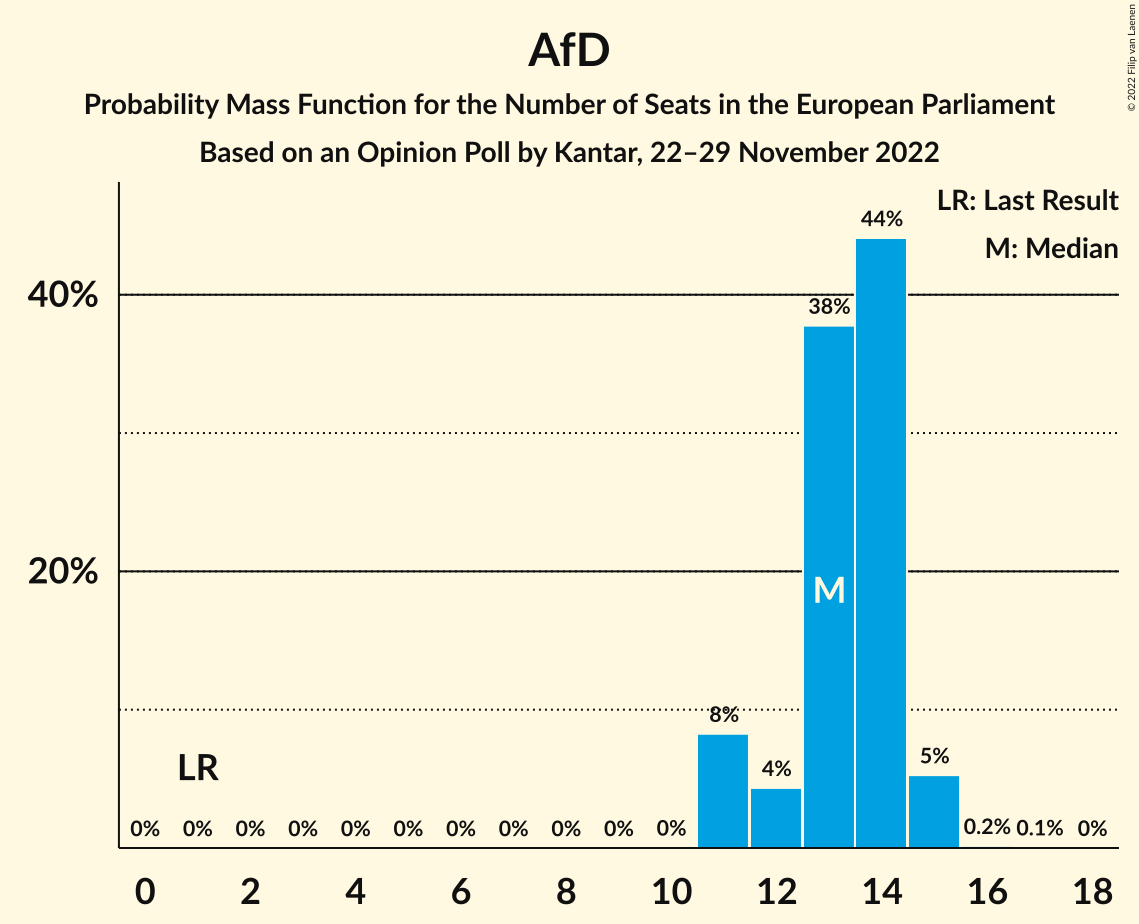 AfD
Probability Mass Function for the Number of Seats in the European Parliament
Based on an Opinion Poll by Kantar, 22–29 November 2022
© 2022 Filip van Laenen
LR: Last Result
M: Median
40%
20%
44%
38%
M
8%
4%
5%
LR
0% 0% 0% 0% 0% 0% 0% 0% 0% 0% 0% 0.2% 0.1% 0%
0 2 4 6 8 10 12 14 16 18